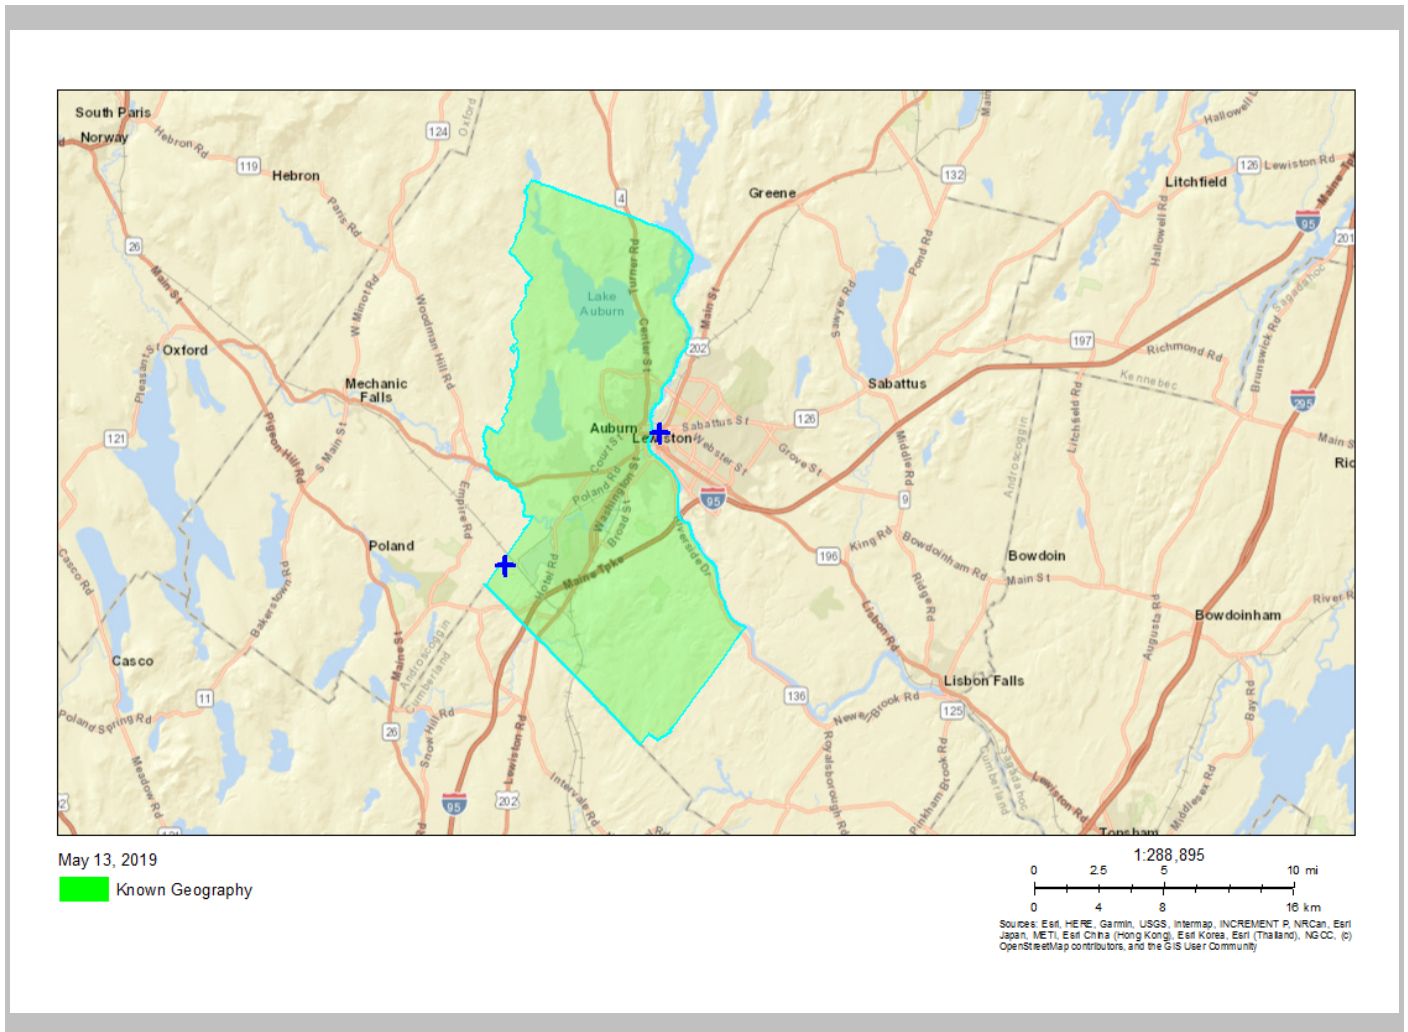 South Paris
Norway
Hebron Rd
119
Hebron
124
Oxford
Paris Rd
26
Main St
W Minot Rd
Woodman Hill Rd
4
Turner Rd
Lake
Auburn
Center St
Greene
Main St
202
132
Pond Rd
Sawyer Rd
Litchfield
Hallowell Rd
126
Lewiston Rd
95
201
Sagadahoc
Brunswick Rd
197
Richmond Rd
Kennebec
295
Main S
Oxford
Pleasant St
Mechanic
Falls
121
S Main St
Pigeon Hill Rd
Empire Rd
Auburn
Lewiston
Court St
Poland Rd
Washington St
Broad St
Sabattus St
Webster St
126
Grove St
Sabattus
Middle Rd
Litchfield Rd
Androscoggin
9
95
Riverside Dr
Maine Tpke
Hotel Rd
Poland
Casco Rd
Bakerstown Rd
Casco
11
Poland Spring Rd
Meadow Rd
Maine St
Androscoggin
Cumberland
26
Snow Hill Rd
95
Lewiston Rd
202
Intervale Rd
196
King Rd
Bowdoinham Rd
Bowdoin
Main St
Ridge Rd
Lisbon Rd
Augusta Rd
Bowdoinham
River R
Bay Rd
Lisbon Falls
125
136
Royalsborough Rd
Pinkham Brook Rd
Cumberland
Sagadahoc
Lewiston Rd
Middlesex Rd
Topsham
May 13, 2019
Known Geography
1:288,895
0 2.5 5 10 mi
0 4 8 16 km
Sources: Esri, HERE, Garmin, USGS, Intermap, INCREMENT P, NRCan, Esri
Japan, METI, Esri China (Hong Kong), Esri Korea, Esri (Thailand), NGCC, (c)
OpenStreetMap contributors, and the GIS User Community